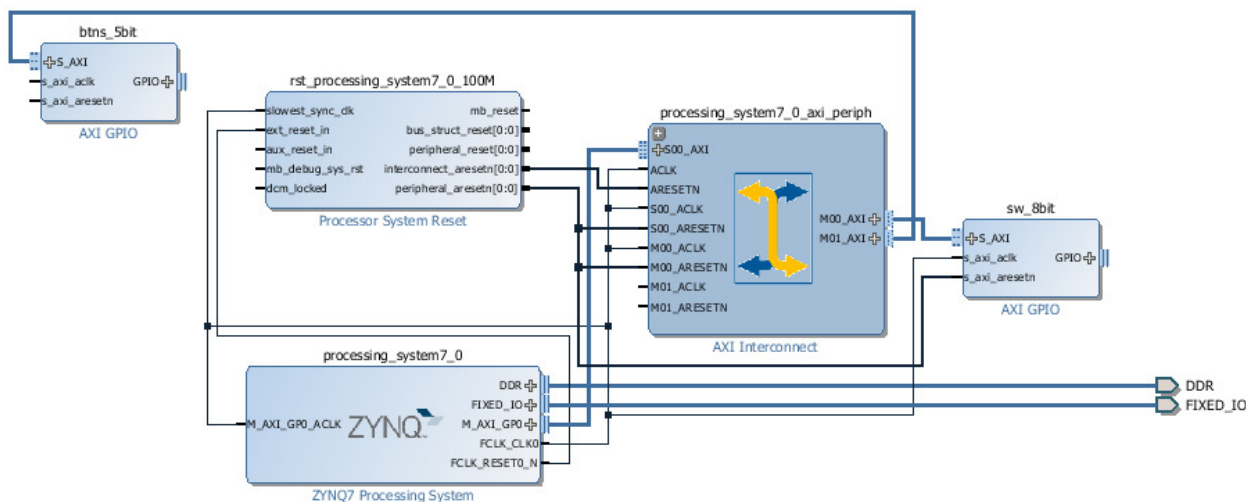 btns_5bit
S_AXI
s_axi_aclk
GPIO
s_axi_aresetn
AXI GPIO
rst_processing_system7_0_100M
slowest_sync_clk
mb_reset
ext_reset_in
bus_struct_reset[0:0]
aux_reset_in
peripheral_reset[0:0]
mb_debug_sys_rst
interconnect_aresetn[0:0]
dcm_locked
peripheral_aresetn[0:0]
Processor System Reset
processing_system7_0_axi_periph
S00_AXI
ACLK
ARESETN
S00_ACLK
S00_ARESETN
M00_ACLK
M00_ARESETN
M01_ACLK
M01_ARESETN
M00_AXI
M01_AXI
AXI Interconnect
sw_8bit
S_AXI
s_axi_aclk
GPIO
s_axi_aresetn
AXI GPIO
processing_system7_0
DDR
FIXED_IO
M_AXI_GP0_ACLK
ZYNQ
M_AXI_GP0
FCLK_CLK0
FCLK_RESET0_N
ZYNQ7 Processing System
DDR
FIXED_IO